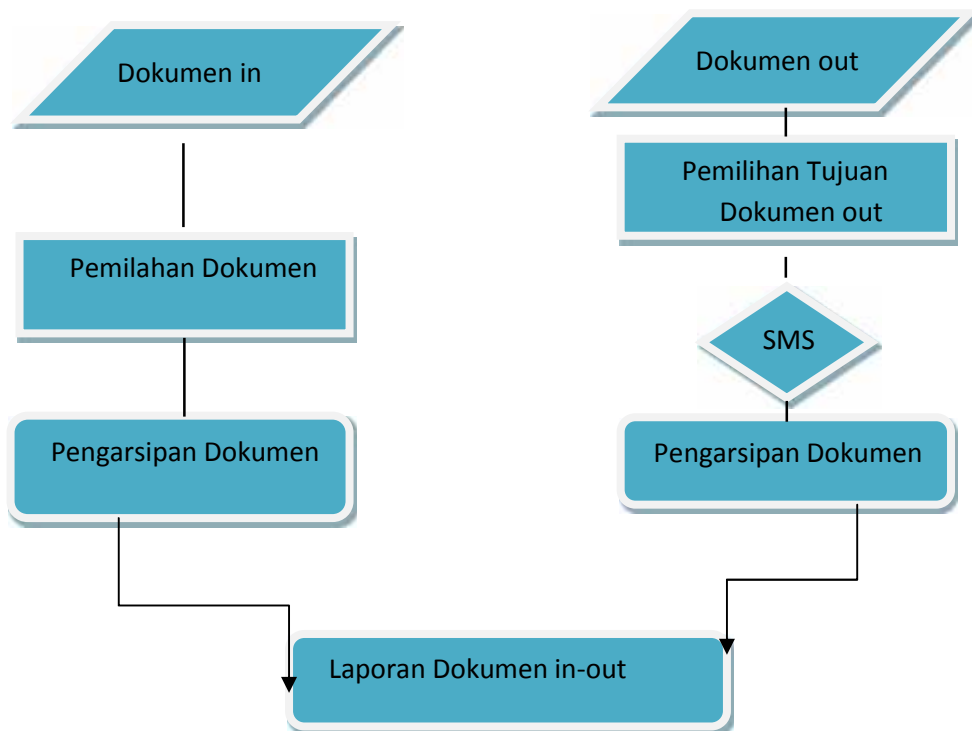 Dokumen in
Pemilahan Dokumen
Pengarsipan Dokumen
Dokumen out
Pemilihan Tujuan
Dokumen out
SMS
Pengarsipan Dokumen
Laporan Dokumen in-out